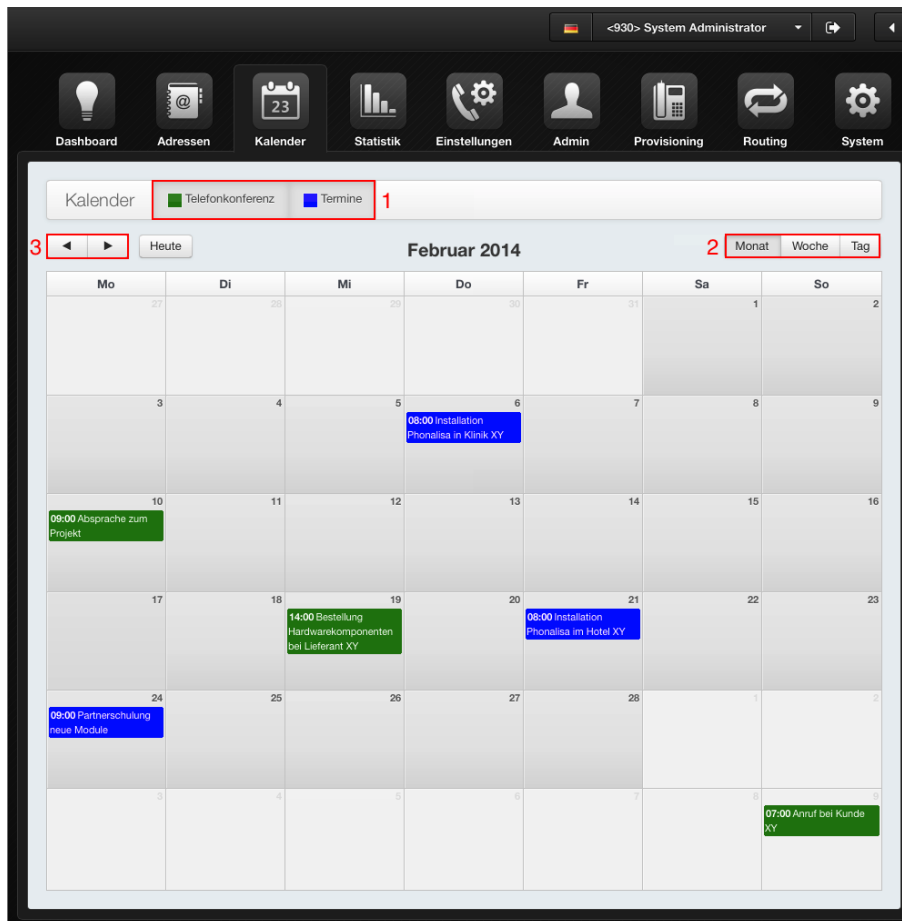 <930> System Administrator
23
Dashboard Adressen Kalender Statistik Einstellungen Admin Provisioning Routing System
Kalender Telefonkonferenz Termine 1
3 Heute Februar 2014 2 Monat Woche Tag
Mo Di Mi Do Fr Sa So
27 28 29 30 31 1 2
3 4 5 6 7 8 9
08:00 Installation
Phonalisa in Klinik XY
10 11 12 13 14 15 16
09:00 Absprache zum
Projekt
17 18 19 20 21 22 23
14:00 Bestellung
Hardwarekomponenten
bei Lieferant XY
08:00 Installation
Phonalisa im Hotel XY
24 25 26 27 28 1 2
09:00 Partnerschulung
neue Module
3 4 5 6 7 8 9
07:00 Anruf bei Kunde
XY